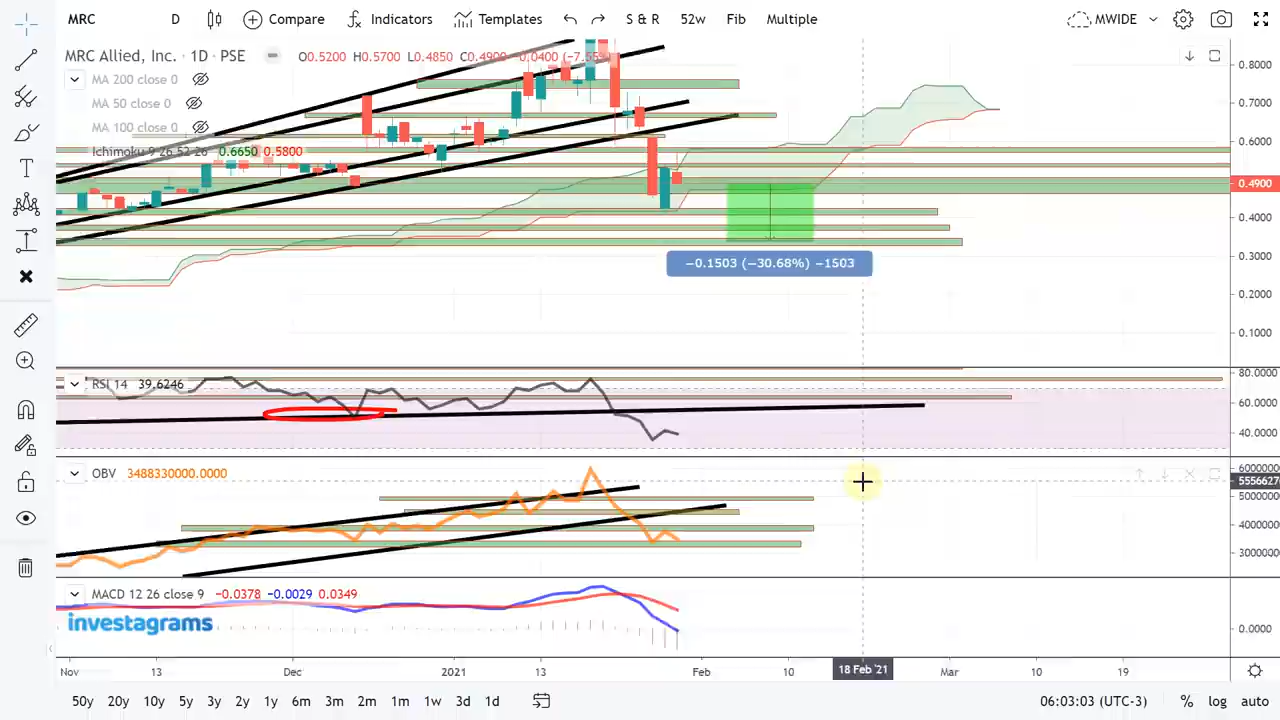 MRC D Compare Indicators Templates S & R 52w Fib Multiple MWIDE
MRC Allied, Inc. · 1D · PSE O0.5200 H0.5700 L0.4850 C0.4900 −0.0400 (−7.55%)
MA 200 close 0
MA 50 close 0
MA 100 close 0
Ichimoku 9 26 52 26 0.6650 0.5800
0.8000
0.7000
0.6000
0.4900
0.4000
0.3000
0.2000
0.1000
−0.1503 (−30.68%) −1503
RSI 14 39.6246
80.0000
60.0000
40.0000
OBV 3488330000.0000
6000000
5556627
5000000
4000000
3000000
MACD 12 26 close 9 −0.0378 −0.0029 0.0349
investagrams
0.0000
Nov 13 Dec 2021 13 Feb 10 18 Feb '21 Mar 10 19
50y 20y 10y 5y 3y 2y 1y 6m 3m 2m 1m 1w 3d 1d 06:03:03 (UTC-3) % log auto